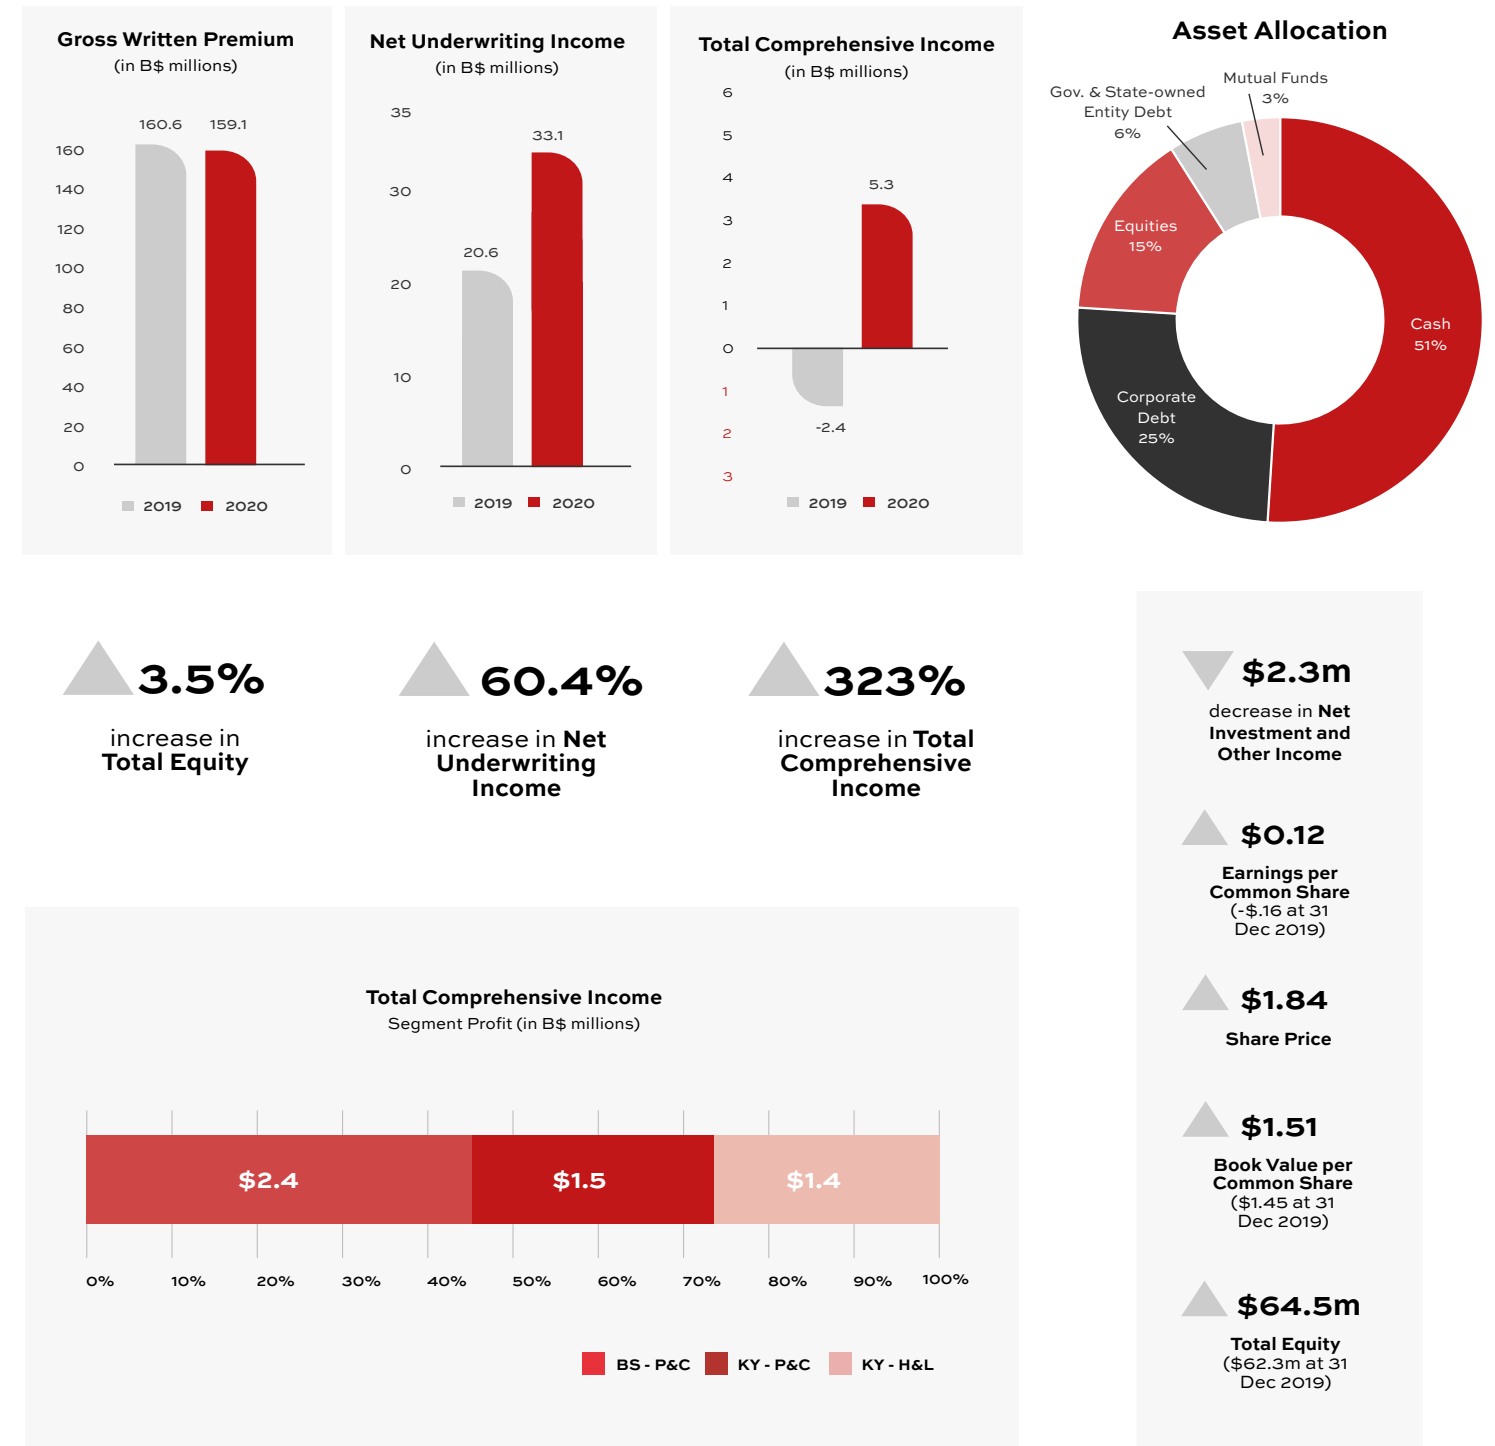 Gross Written Premium
(in B$ millions)
160.6 159.1
160
140
120
100
80
60
40
20
0
2019 2020
Net Underwriting Income
(in B$ millions)
35
33.1
30
20.6
20
10
0
2019 2020
Total Comprehensive Income
(in B$ millions)
6
5
4
5.3
3
2
1
0
1
2
-2.4
3
2019 2020
Asset Allocation
Mutual Funds
3%
Gov. & State-owned
Entity Debt
6%
Equities
15%
Cash
51%
Corporate
Debt
25%
3.5%
increase in
Total Equity
60.4%
increase in Net
Underwriting
Income
323%
increase in Total
Comprehensive
Income
$2.3m
decrease in Net
Investment and
Other Income
$0.12
Earnings per
Common Share
(-$.16 at 31
Dec 2019)
$1.84
Share Price
$1.51
Book Value per
Common Share
($1.45 at 31
Dec 2019)
$64.5m
Total Equity
($62.3m at 31
Dec 2019)
Total Comprehensive Income
Segment Profit (in B$ millions)
$2.4 $1.5 $1.4
0% 10% 20% 30% 40% 50% 60% 70% 80% 90% 100%
BS - P&C KY - P&C KY - H&L